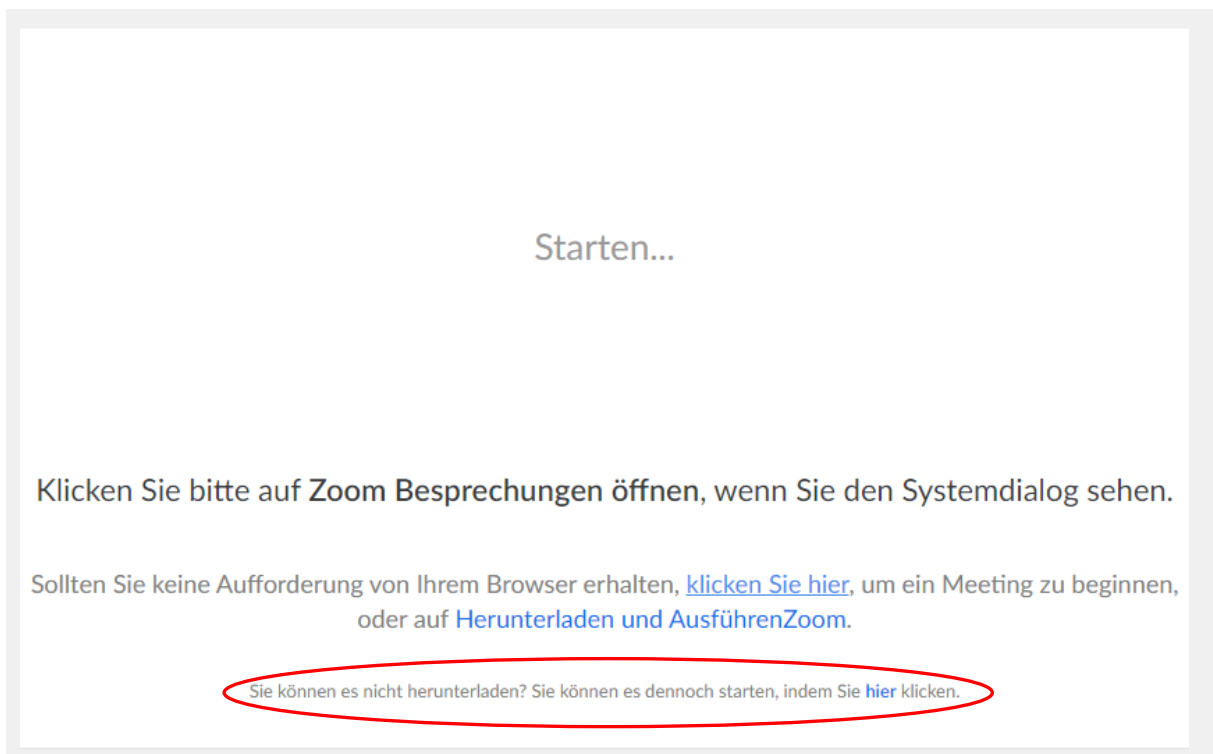 Starten...
Klicken Sie bitte auf Zoom Besprechungen öffnen, wenn Sie den Systemdialog sehen.
Sollten Sie keine Aufforderung von Ihrem Browser erhalten, klicken Sie hier, um ein Meeting zu beginnen,
oder auf Herunterladen und AusführenZoom.
Sie können es nicht herunterladen? Sie können es dennoch starten, indem Sie hier klicken.